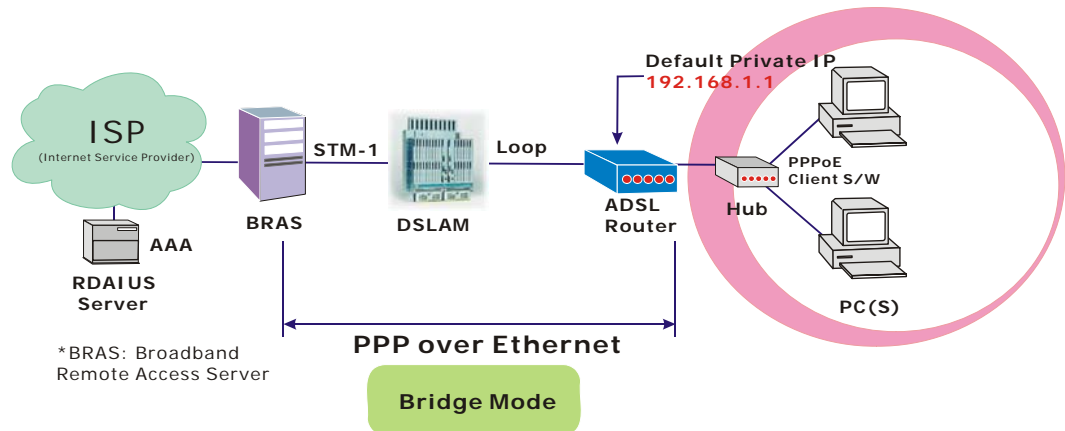 Default Private IP
192.168.1.1
ISP
(Internet Service Provider)
STM-1
Loop
PPPoE
Client S/W
BRAS
DSLAM
ADSL
Router
Hub
AAA
RDAIUS
Server
PC(S)
PPP over Ethernet
*BRAS: Broadband
Remote Access Server
Bridge Mode